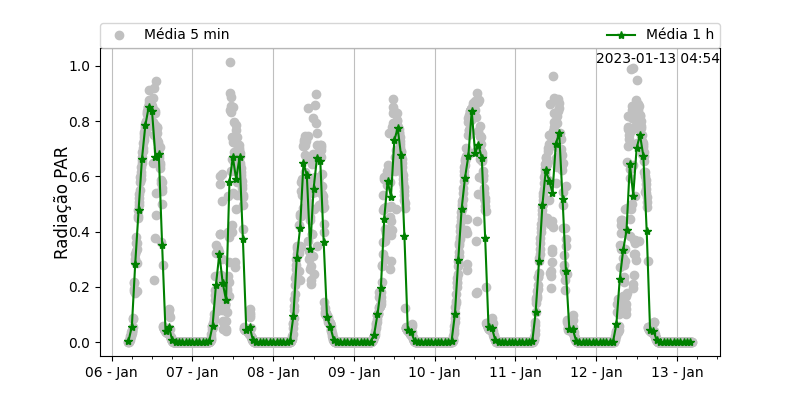 Média 5 min
Média 1 h
2023-01-13 04:54
Radiação PAR
1.0
0.8
0.6
0.4
0.2
0.0
06 - Jan
07 - Jan
08 - Jan
09 - Jan
10 - Jan
11 - Jan
12 - Jan
13 - Jan